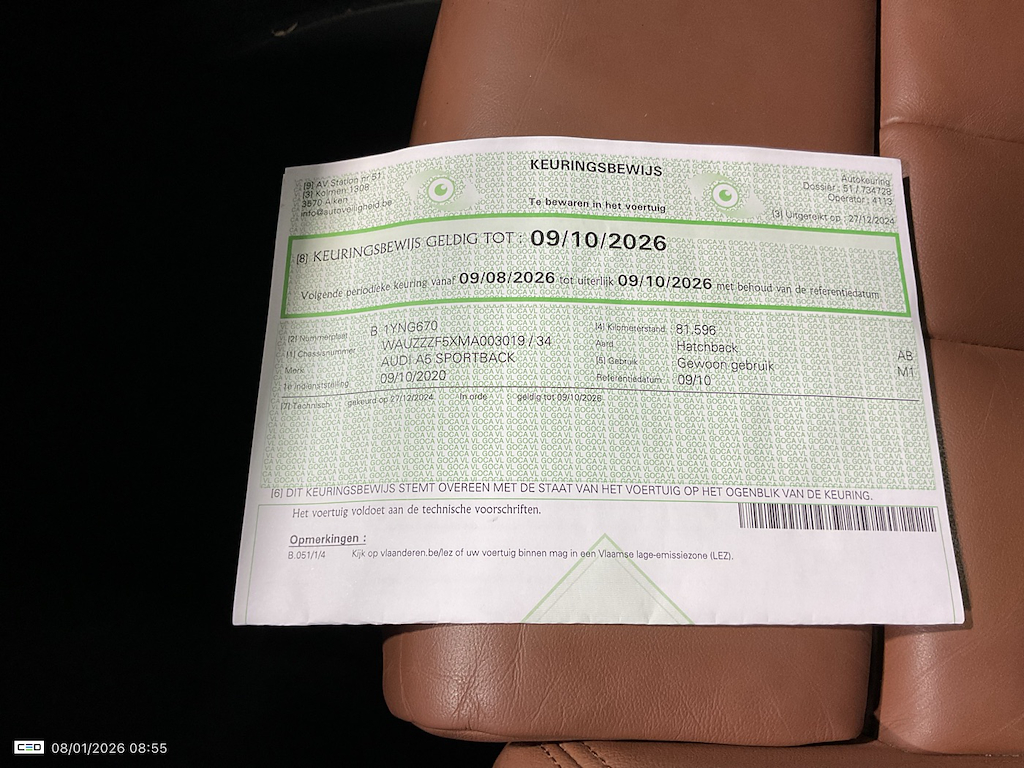 KEURINGSBEWIJS
Te bewaren in het voertuig
[9] AV Station nr 51
[3] Kolmen 1308
3570 Alken
info@autoveiligheid.be
Autokeuring
Dossier : 51 / 734728
Operator : 4113
[3] Uitgereikt op : 27/12/2024
[8] KEURINGSBEWIJS GELDIG TOT : 09/10/2026
Volgende periodieke keuring vanaf 09/08/2026 tot uiterlijk 09/10/2026 met behoud van de referentiedatum
[2] Nummerplaat B 1YNG670
[1] Chassisnummer WAUZZZF5XMA003019 / 34
Merk AUDI A5 SPORTBACK
1e indienststelling 09/10/2020
[4] Kilometerstand 81.596
Aard Hatchback AB
[5] Gebruik Gewoon gebruik M1
Referentiedatum 09/10
[7] Technisch : gekeurd op 27/12/2024 In orde : geldig tot 09/10/2026
[6] DIT KEURINGSBEWIJS STEMT OVEREEN MET DE STAAT VAN HET VOERTUIG OP HET OGENBLIK VAN DE KEURING.
Het voertuig voldoet aan de technische voorschriften.
Opmerkingen :
B.051/1/4 Kijk op vlaanderen.be/lez of uw voertuig binnen mag in een Vlaamse lage-emissiezone (LEZ).
CEO 08/01/2026 08:55